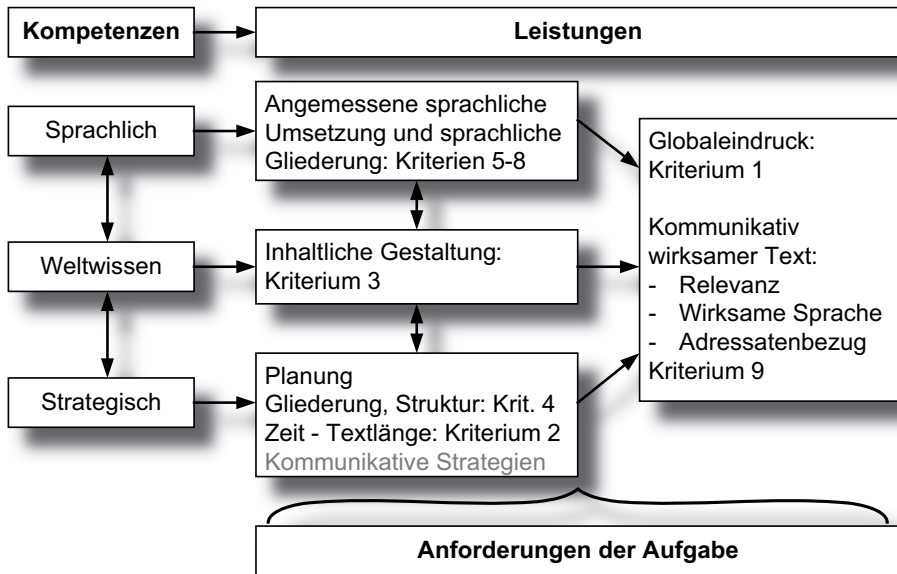 Kompetenzen
Leistungen
Sprachlich
Angemessene sprachliche
Umsetzung und sprachliche
Gliederung: Kriterien 5-8
Weltwissen
Inhaltliche Gestaltung:
Kriterium 3
Strategisch
Planung
Gliederung, Struktur: Krit. 4
Zeit - Textlänge: Kriterium 2
Kommunikative Strategien
Globaleindruck:
Kriterium 1
Kommunikativ
wirksamer Text:
- Relevanz
- Wirksame Sprache
- Adressatenbezug
Kriterium 9
Anforderungen der Aufgabe